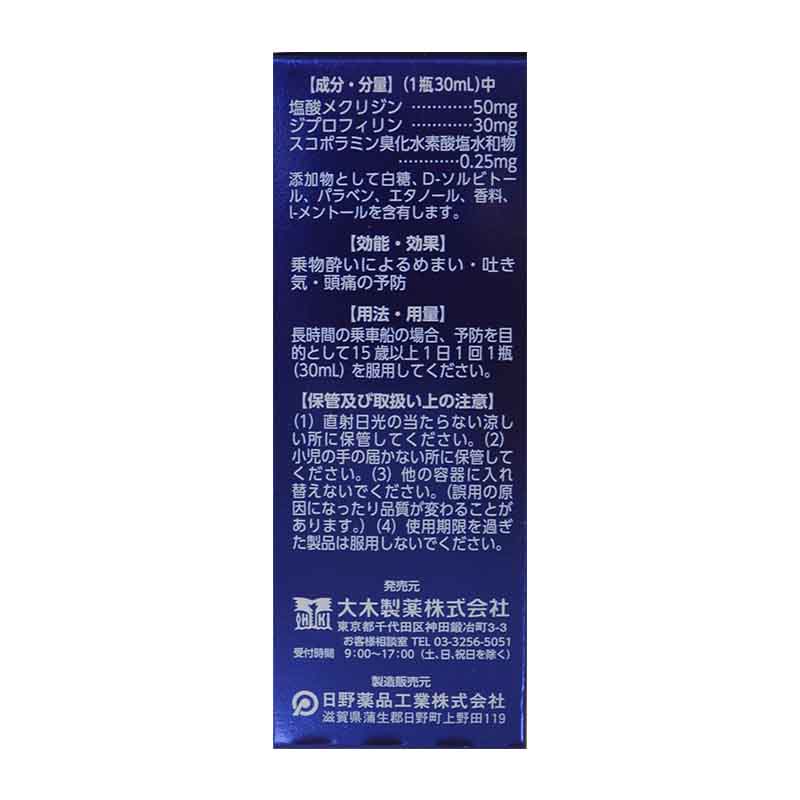 【成分・分量】(1瓶30mL)中
塩酸メクリジン…………50mg
ジプロフィリン…………30mg
スコポラミン臭化水素酸塩水和物
…………0.25mg
添加物として白糖、D-ソルビトー
ル、パラベン、エタノール、香料、
l-メントールを含有します。
【効能・効果】
乗物酔いによるめまい・吐き
気・頭痛の予防
【用法・用量】
長時間の乗車船の場合、予防を目
的として15歳以上1日1回1瓶
(30mL)を服用してください。
【保管及び取扱い上の注意】
(1)直射日光の当たらない涼し
い所に保管してください。(2)
小児の手の届かない所に保管して
ください。(3)他の容器に入れ
替えないでください。(誤用の原
因になったり品質が変わることが
あります。)(4)使用期限を過ぎ
た製品は服用しないでください。
発売元
OHKI 大木製薬株式会社
東京都千代田区神田鍛冶町3-3
お客様相談室 TEL 03-3256-5051
受付時間 9:00〜17:00(土、日、祝日を除く)
製造販売元
日野薬品工業株式会社
滋賀県蒲生郡日野町上野田119